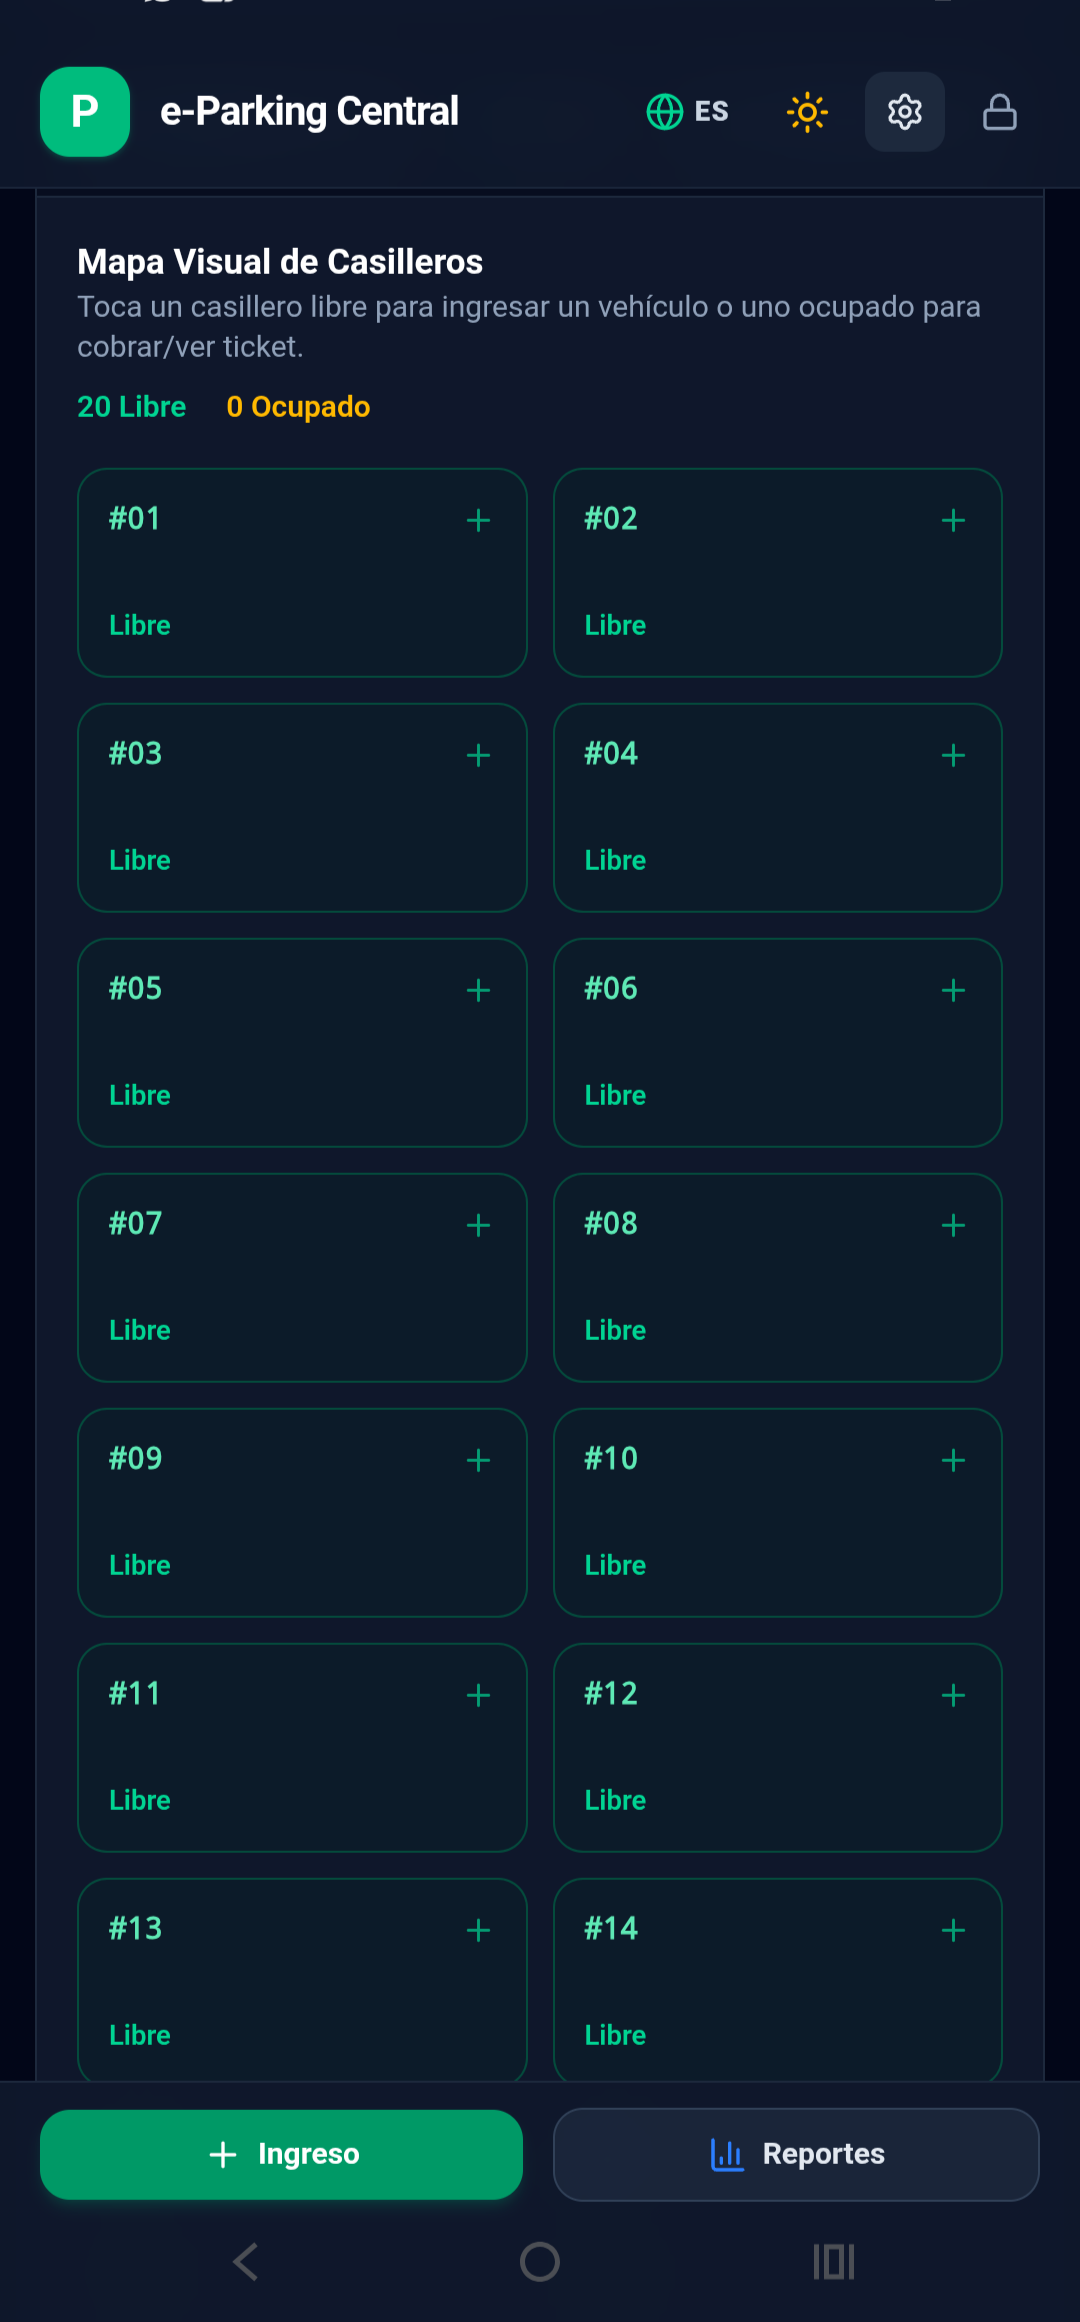 P
e-Parking Central
ES
Mapa Visual de Casilleros
Toca un casillero libre para ingresar un vehículo o uno ocupado para
cobrar/ver ticket.
20 Libre 0 Ocupado
#01 #02
Libre Libre
#03 #04
Libre Libre
#05 #06
Libre Libre
#07 #08
Libre Libre
#09 #10
Libre Libre
#11 #12
Libre Libre
#13 #14
Libre Libre
Ingreso Reportes